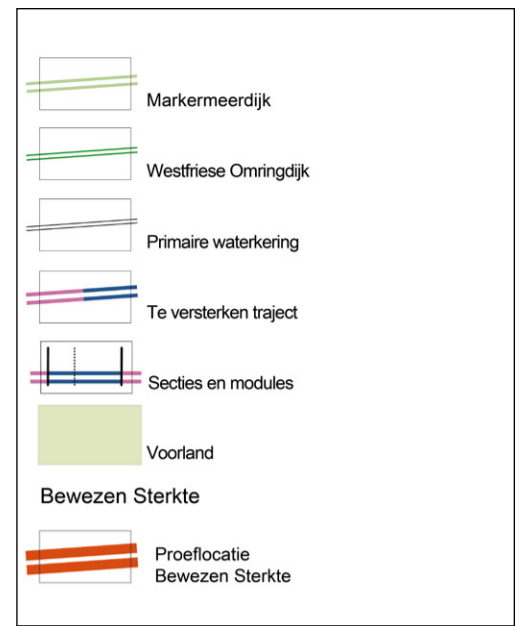 Markermeerdijk
Westfriese Omringdijk
Primaire waterkering
Te versterken traject
Secties en modules
Voorland
Bewezen Sterkte
Proeflocatie
Bewezen Sterkte